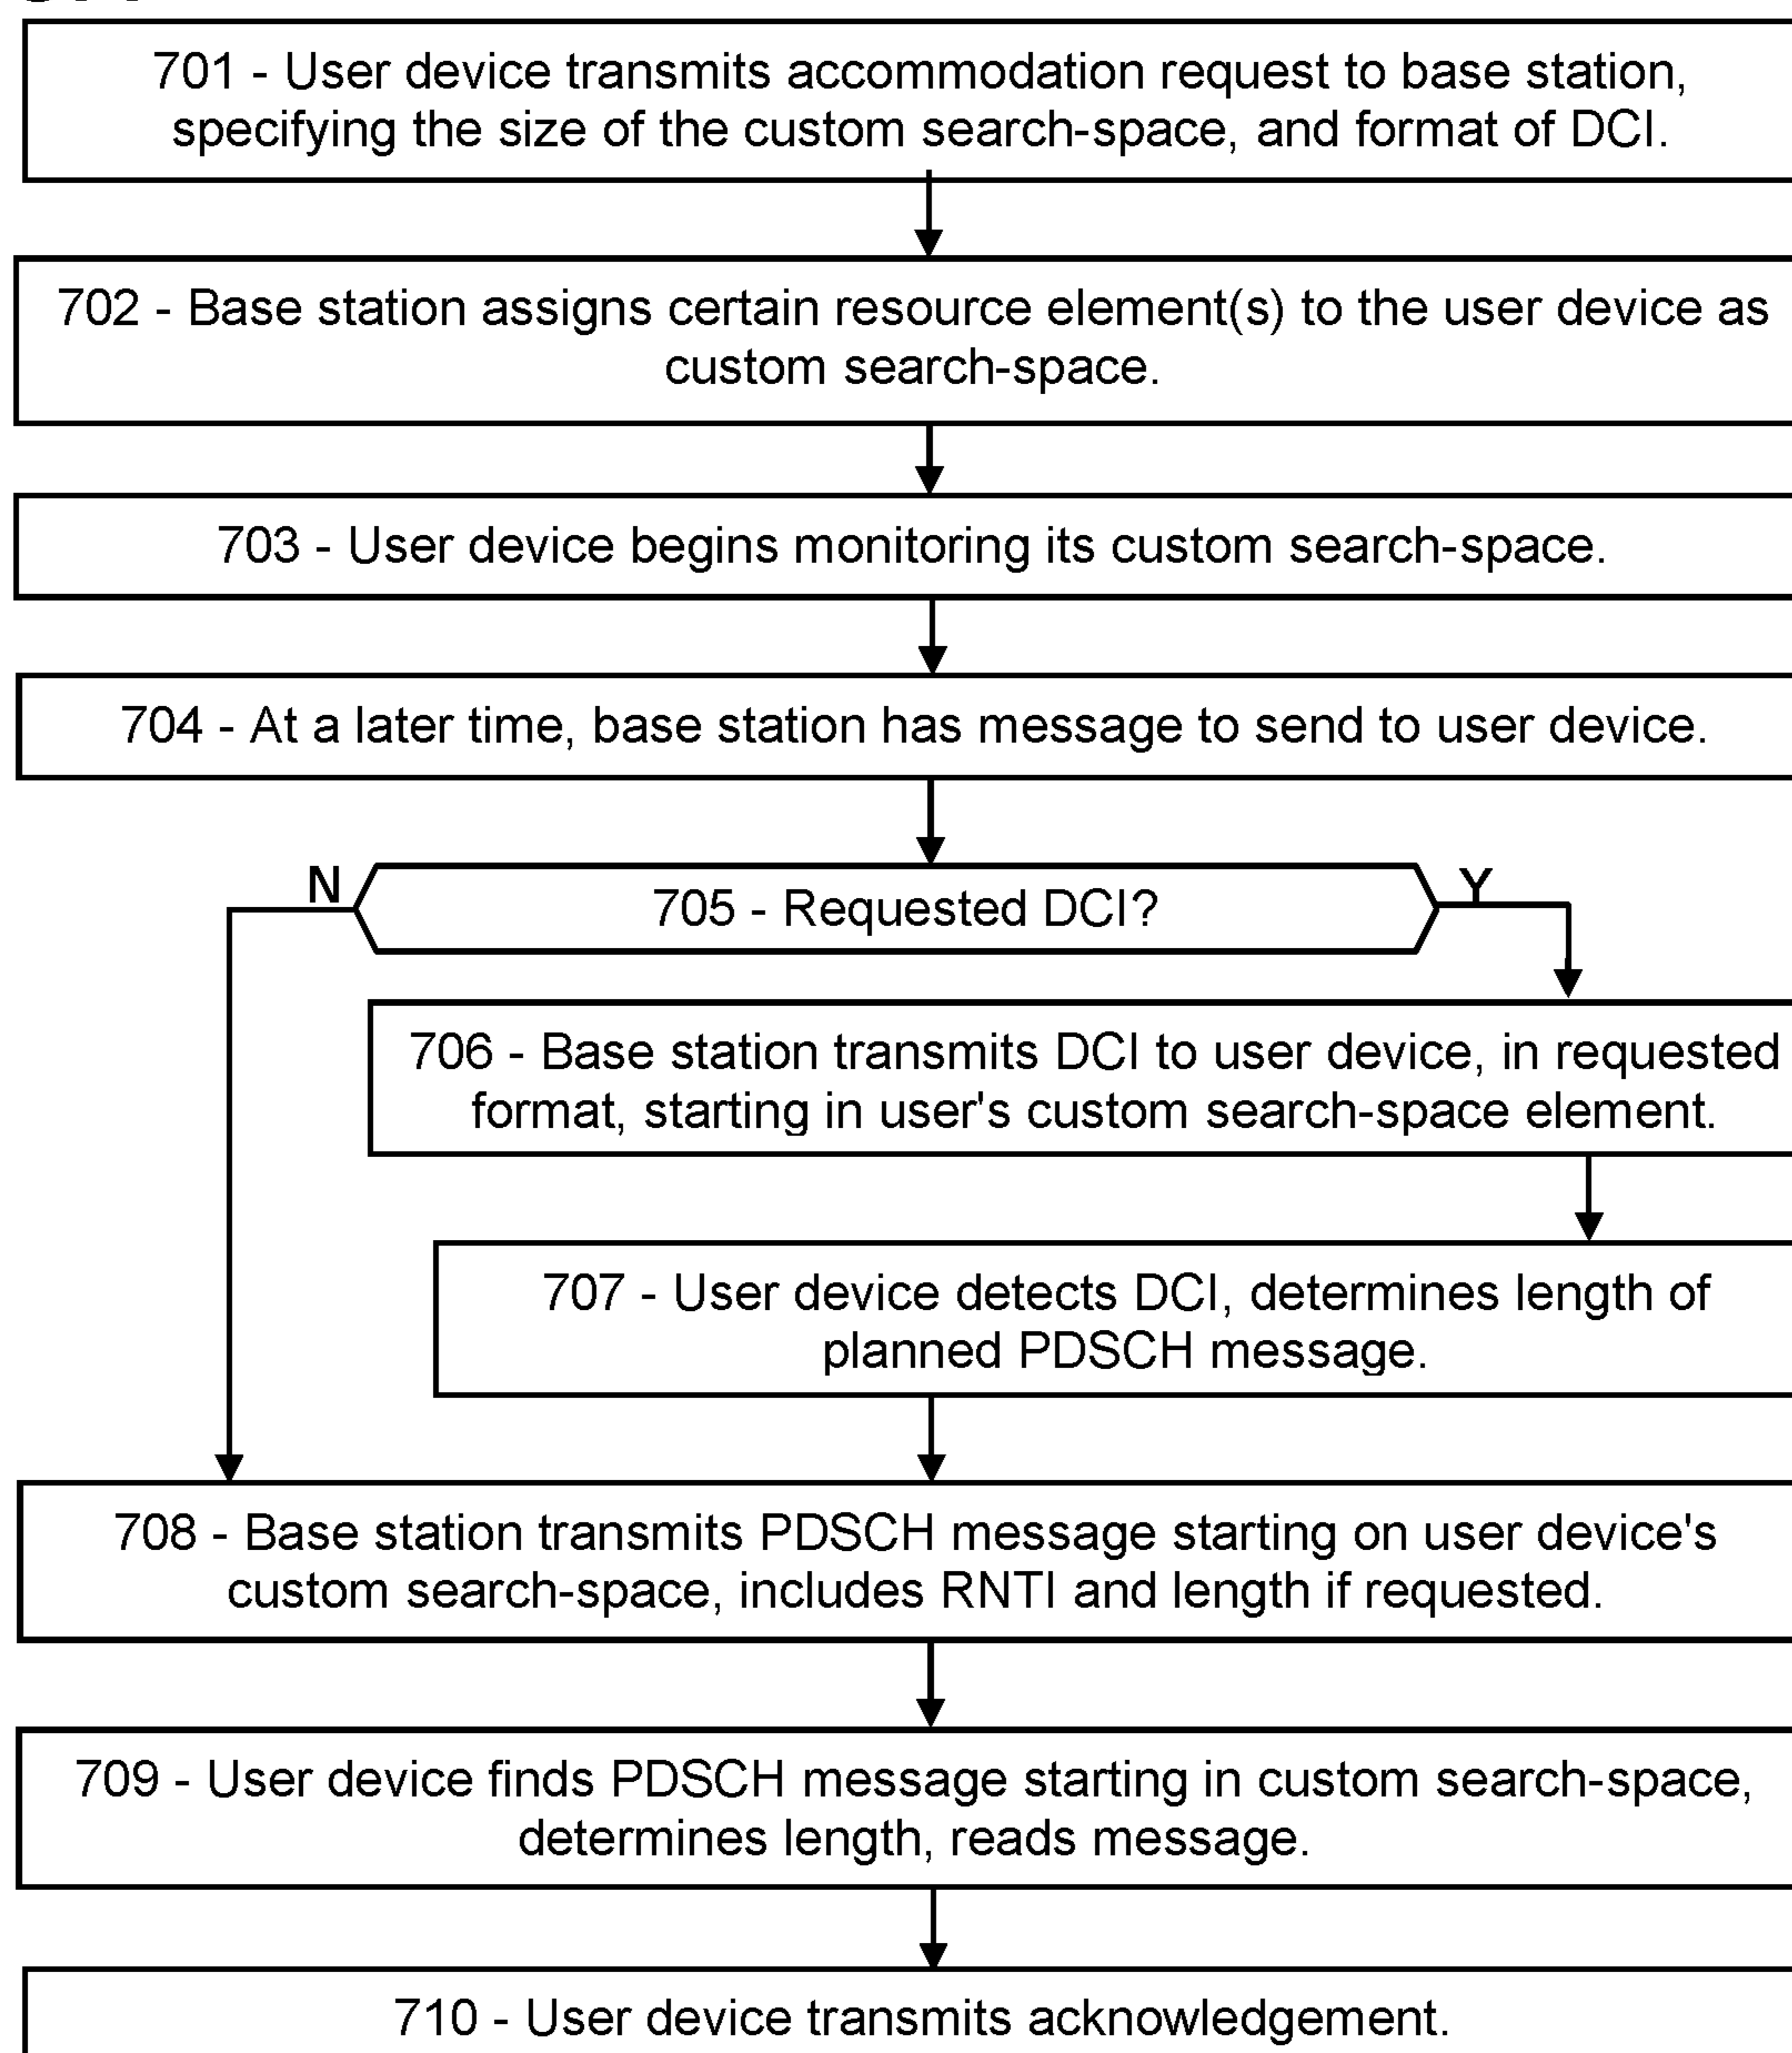 701 - User device transmits accommodation request to base station,
specifying the size of the custom search-space, and format of DCI.
702 - Base station assigns certain resource element(s) to the user device as
custom search-space.
703 - User device begins monitoring its custom search-space.
704 - At a later time, base station has message to send to user device.
N
705 - Requested DCI?
Y
706 - Base station transmits DCI to user device, in requested
format, starting in user's custom search-space element.
707 - User device detects DCI, determines length of
planned PDSCH message.
708 - Base station transmits PDSCH message starting on user device's
custom search-space, includes RNTI and length if requested.
709 - User device finds PDSCH message starting in custom search-space,
determines length, reads message.
710 - User device transmits acknowledgement.